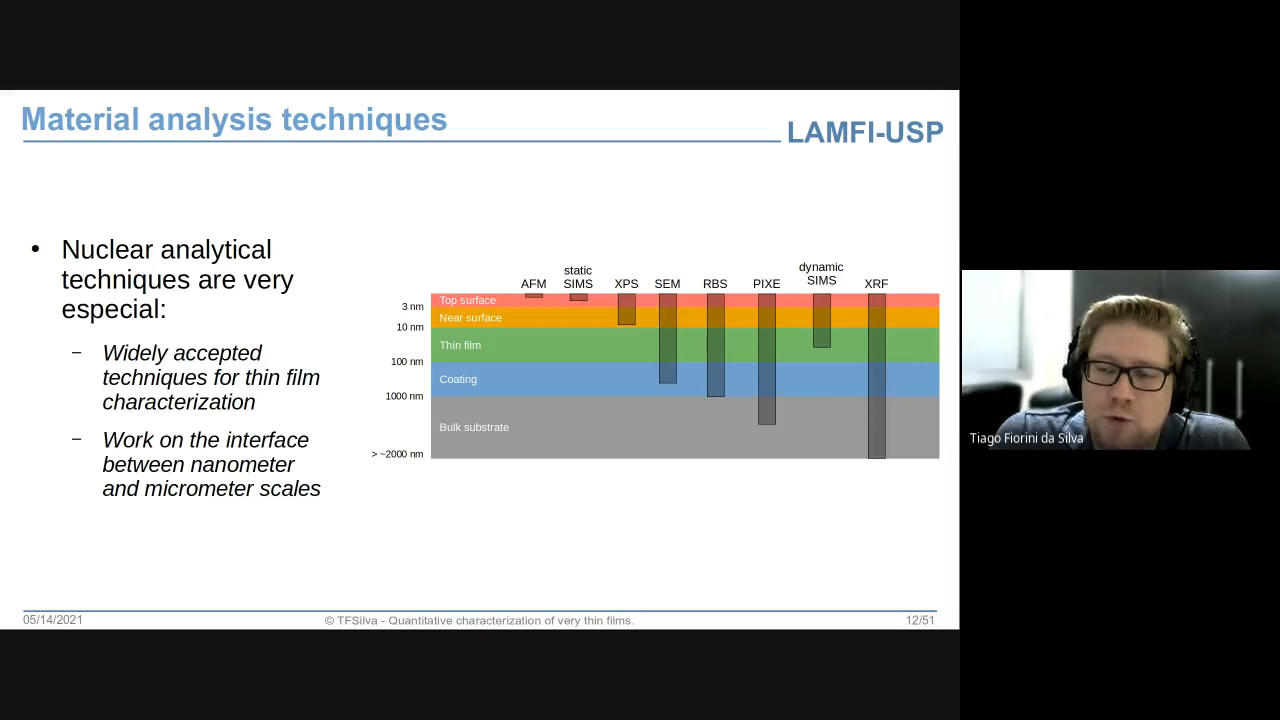 Material analysis techniques
LAMFI-USP
• Nuclear analytical
techniques are very
especial:
– Widely accepted
techniques for thin film
characterization
– Work on the interface
between nanometer
and micrometer scales
AFM
static
SIMS
XPS
SEM
RBS
PIXE
dynamic
SIMS
XRF
Top surface
3 nm
Near surface
10 nm
Thin film
100 nm
Coating
1000 nm
Bulk substrate
> ~2000 nm
05/14/2021
© TFSilva - Quantitative characterization of very thin films.
12/51
Tiago Fiorini da Silva